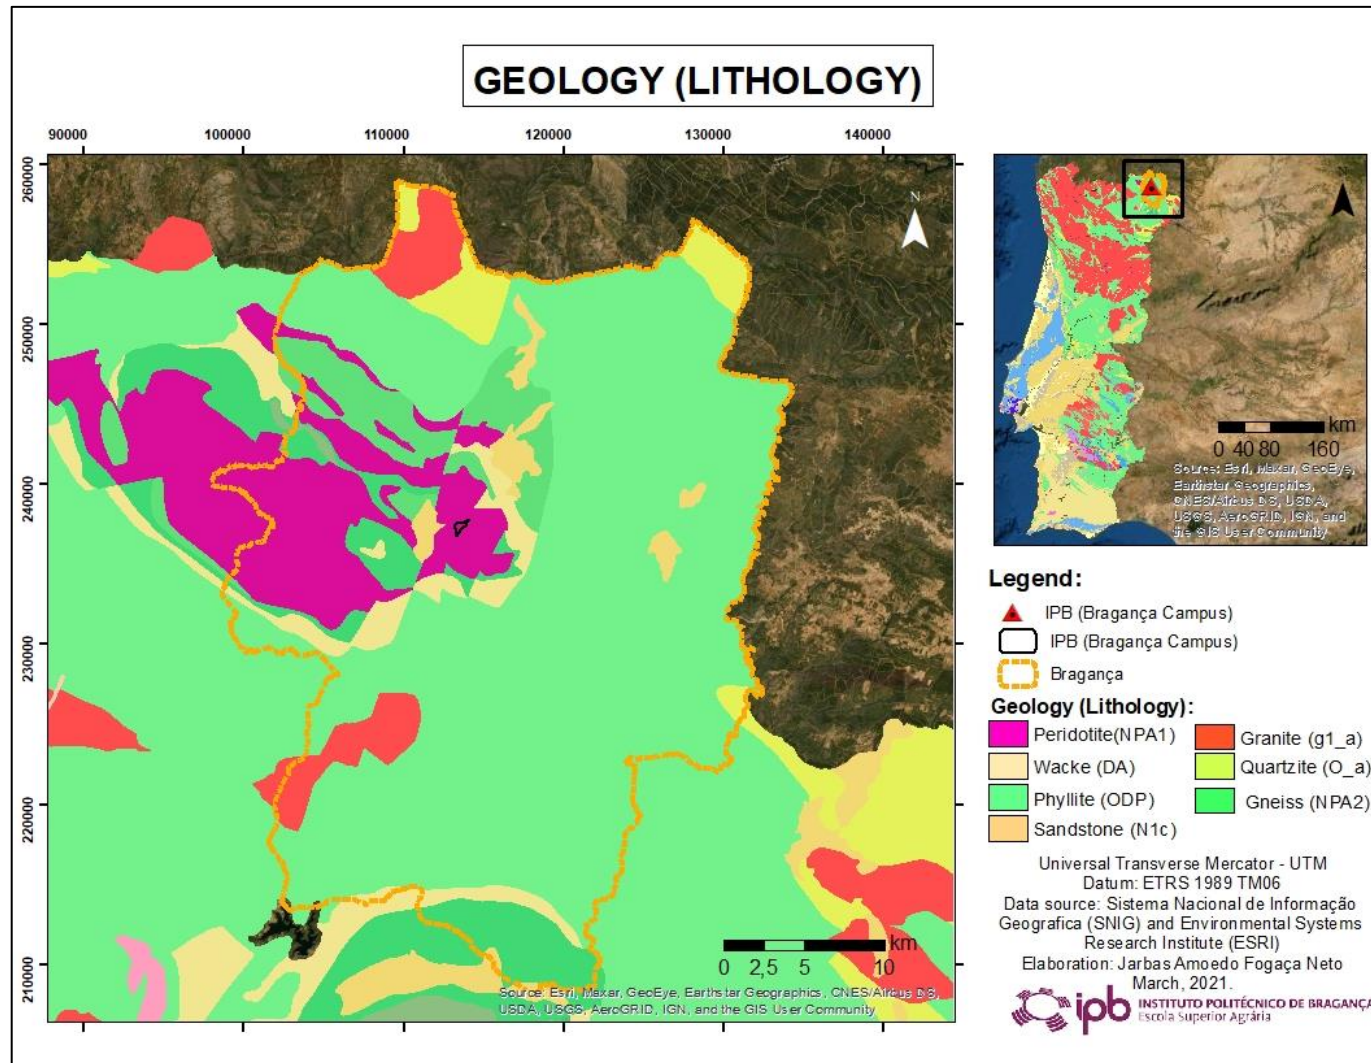 GEOLOGY (LITHOLOGY)
90000 100000 110000 120000 130000 140000
260000
250000
240000
230000
220000
210000
N
km
0 2,5 5 10
Source: Esri, Maxar, GeoEye, Earthstar Geographics, CNES/Airbus DS,
USDA, USGS, AeroGRID, IGN, and the GIS User Community
km
0 40 80 160
Source: Esri, Maxar, GeoEye,
Earthstar Geographics,
CNES/Airbus DS, USDA,
USGS, AeroGRID, IGN, and
the GIS User Community
Legend:
IPB (Bragança Campus)
IPB (Bragança Campus)
Bragança
Geology (Lithology):
Peridotite(NPA1)
Wacke (DA)
Phyllite (ODP)
Sandstone (N1c)
Granite (g1_a)
Quartzite (O_a)
Gneiss (NPA2)
Universal Transverse Mercator - UTM
Datum: ETRS 1989 TM06
Data source: Sistema Nacional de Informação
Geografica (SNIG) and Environmental Systems
Research Institute (ESRI)
Elaboration: Jarbas Amoedo Fogaça Neto
March, 2021.
ipb INSTITUTO POLITÉCNICO DE BRAGANÇA
Escola Superior Agrária